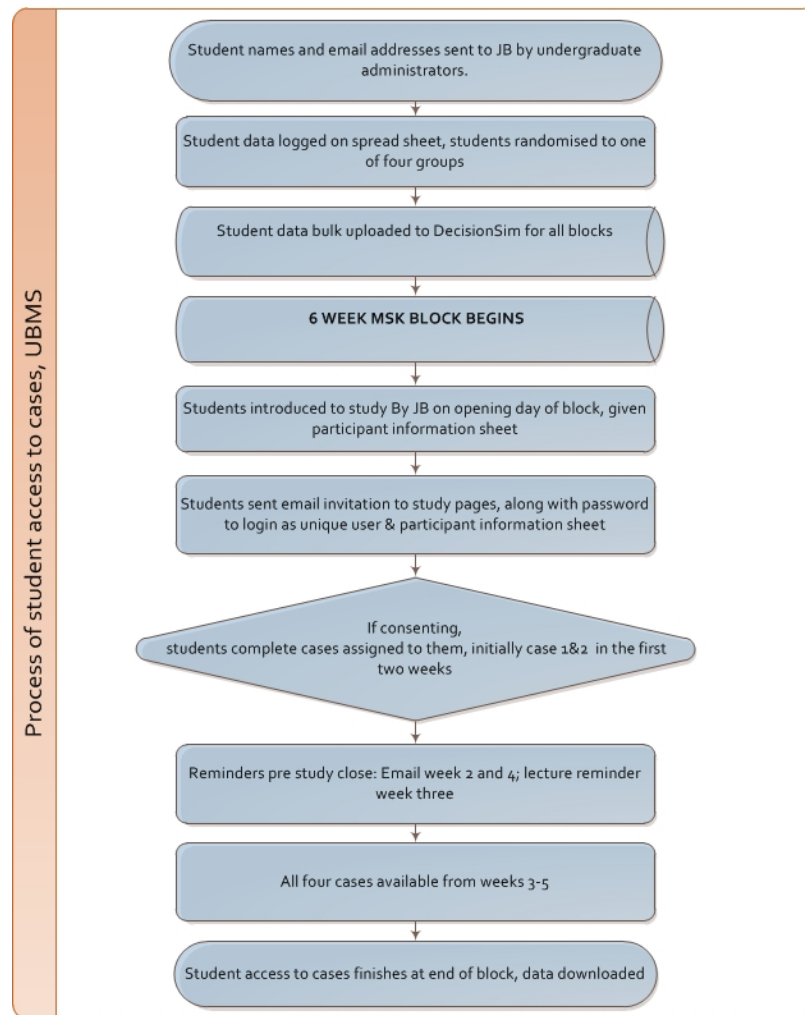 Process of student access to cases, UBMS
Student names and email addresses sent to JB by undergraduate
administrators.
Student data logged on spread sheet, students randomised to one
of four groups
Student data bulk uploaded to DecisionSim for all blocks
6 WEEK MSK BLOCK BEGINS
Students introduced to study By JB on opening day of block, given
participant information sheet
Students sent email invitation to study pages, along with password
to login as unique user & participant information sheet
If consenting,
students complete cases assigned to them, initially case 1&2 in the first
two weeks
Reminders pre study close: Email week 2 and 4; lecture reminder
week three
All four cases available from weeks 3-5
Student access to cases finishes at end of block, data downloaded